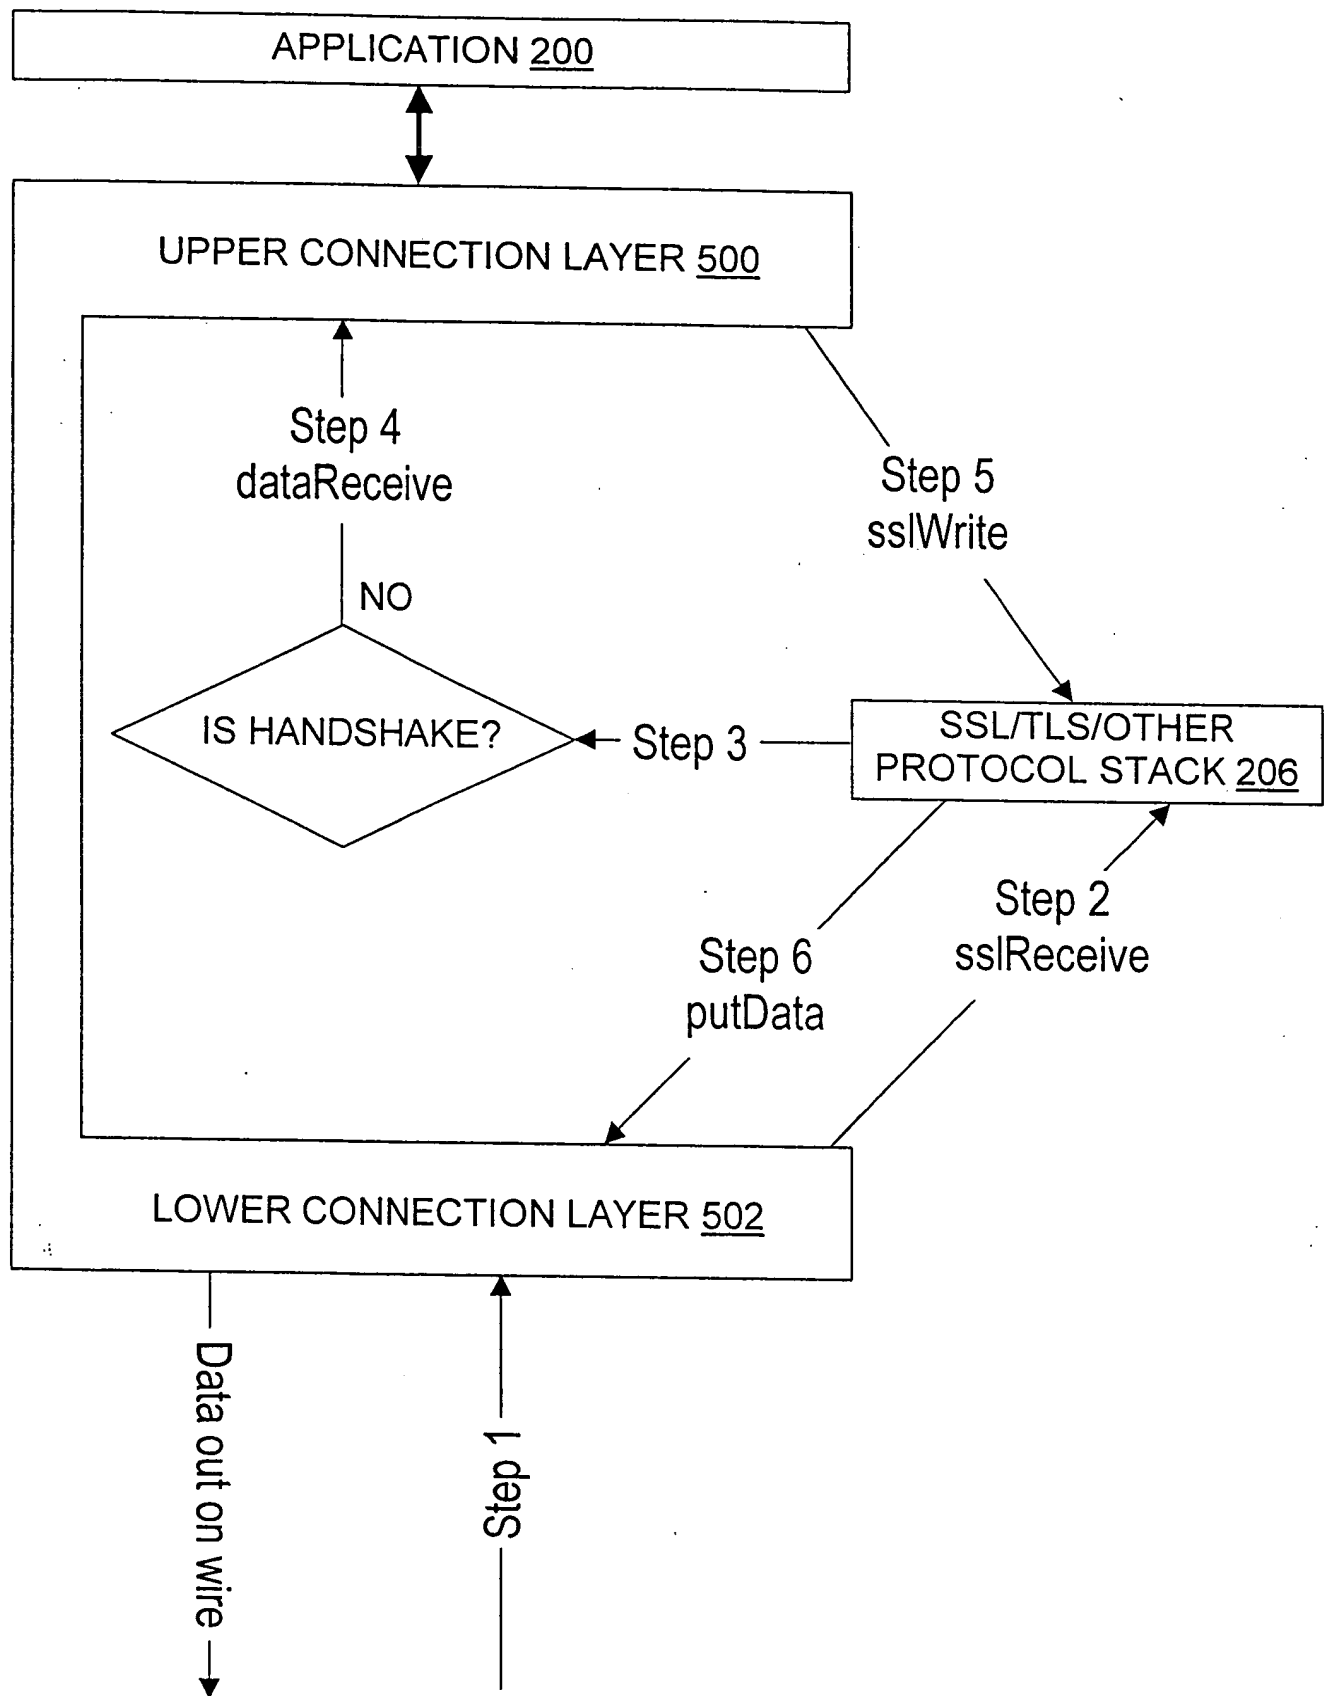 APPLICATION 200
UPPER CONNECTION LAYER 500
Step 4
dataReceive
Step 5
sslWrite
NO
IS HANDSHAKE?
Step 3
SSL/TLS/OTHER
PROTOCOL STACK 206
Step 2
sslReceive
Step 6
putData
LOWER CONNECTION LAYER 502
Data out on wire
Step 1